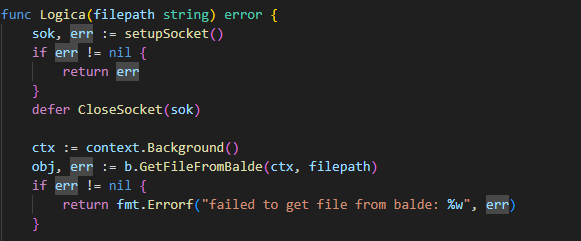 func Logica(filepath string) error {
    sok, err := setupSocket()
    if err != nil {
        return err
    }
    defer CloseSocket(sok)

    ctx := context.Background()
    obj, err := b.GetFileFromBalde(ctx, filepath)
    if err != nil {
        return fmt.Errorf("failed to get file from balde: %w", err)
    }